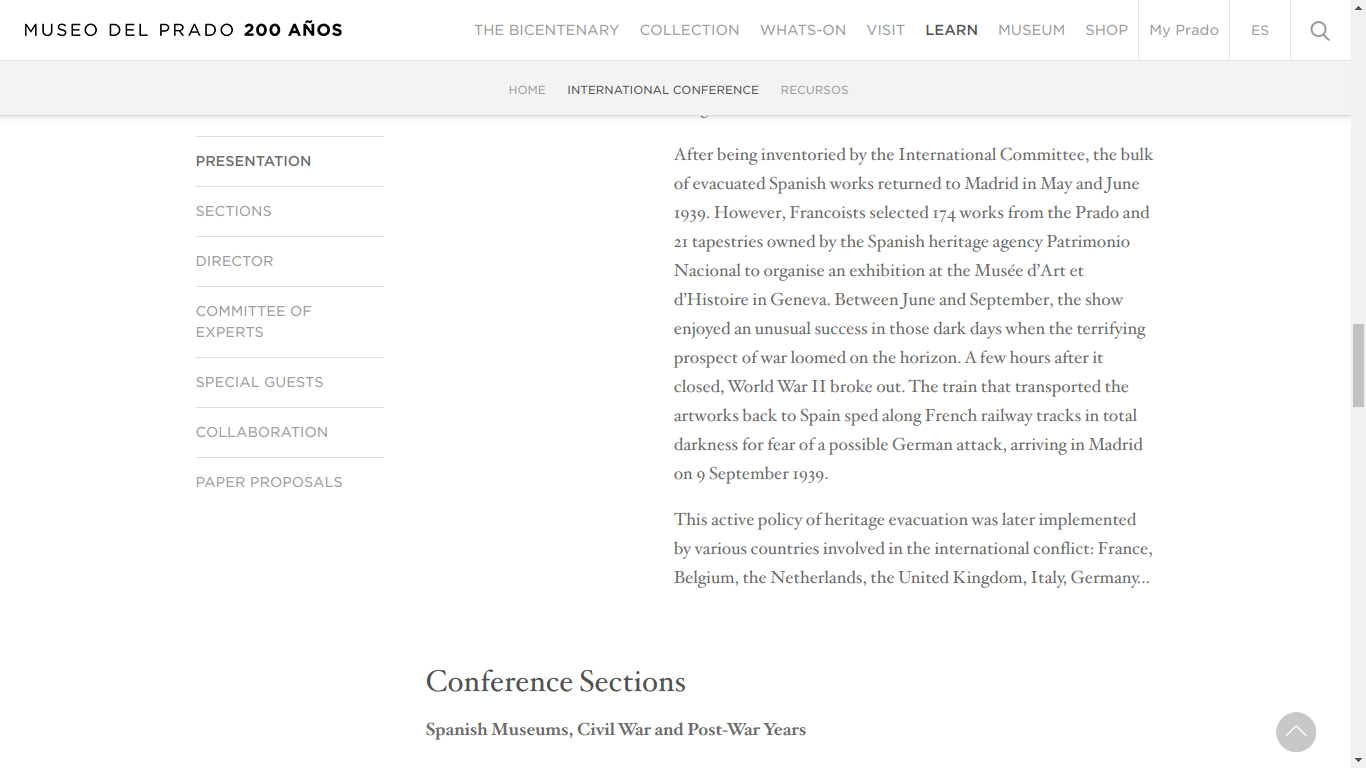 MUSEO DEL PRADO 200 AÑOS
THE BICENTENARY COLLECTION WHATS-ON VISIT LEARN MUSEUM SHOP My Prado ES
HOME INTERNATIONAL CONFERENCE RECURSOS
PRESENTATION
SECTIONS
DIRECTOR
COMMITTEE OF
EXPERTS
SPECIAL GUESTS
COLLABORATION
PAPER PROPOSALS
After being inventoried by the International Committee, the bulk
of evacuated Spanish works returned to Madrid in May and June
1939. However, Francoists selected 174 works from the Prado and
21 tapestries owned by the Spanish heritage agency Patrimonio
Nacional to organise an exhibition at the Musée d'Art et
d'Histoire in Geneva. Between June and September, the show
enjoyed an unusual success in those dark days when the terrifying
prospect of war loomed on the horizon. A few hours after it
closed, World War II broke out. The train that transported the
artworks back to Spain sped along French railway tracks in total
darkness for fear of a possible German attack, arriving in Madrid
on 9 September 1939.
This active policy of heritage evacuation was later implemented
by various countries involved in the international conflict: France,
Belgium, the Netherlands, the United Kingdom, Italy, Germany...
Conference Sections
Spanish Museums, Civil War and Post-War Years